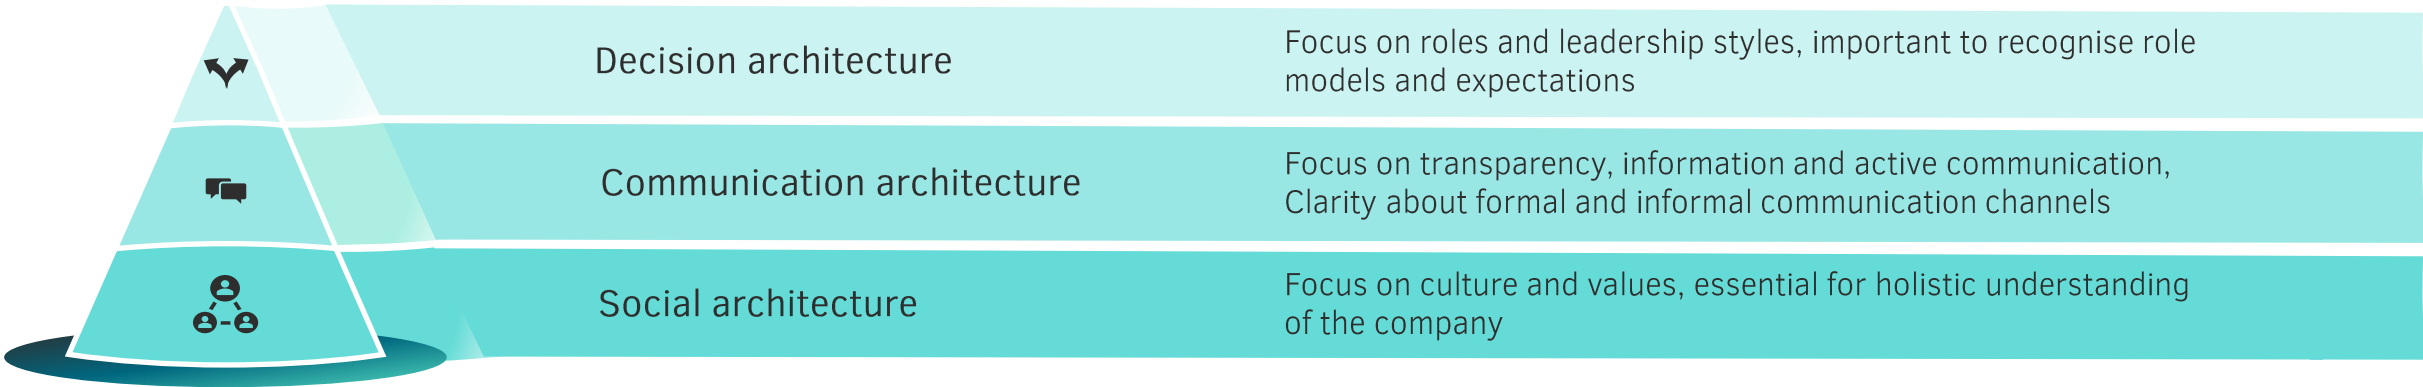 Decision architecture
Focus on roles and leadership styles, important to recognise role
models and expectations
Communication architecture
Focus on transparency, information and active communication,
Clarity about formal and informal communication channels
Social architecture
Focus on culture and values, essential for holistic understanding
of the company